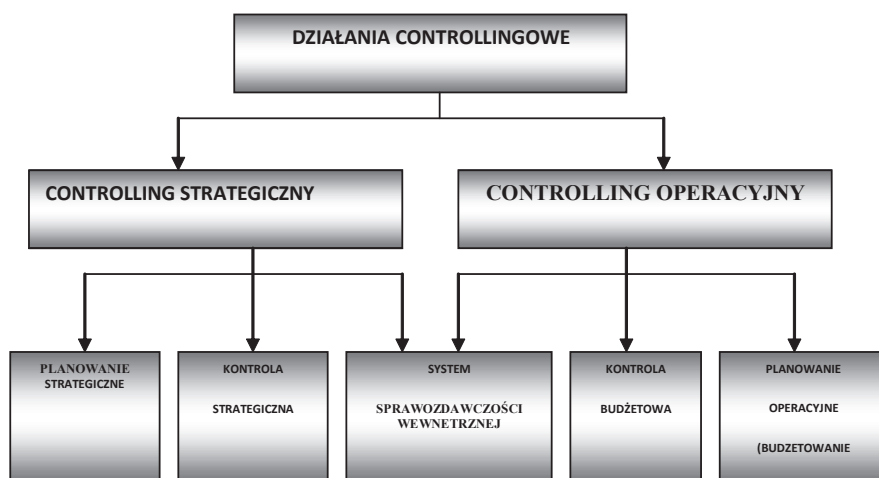 DZIAŁANIA CONTROLLINGOWE
CONTROLLING STRATEGICZNY
CONTROLLING OPERACYJNY
PLANOWANIE
STRATEGICZNE
KONTROLA
STRATEGICZNA
SYSTEM
SPRAWOZDAWCZOŚCI
WEWNETRZNEJ
KONTROLA
BUDŻETOWA
PLANOWANIE
OPERACYJNE
(BUDZETOWANIE